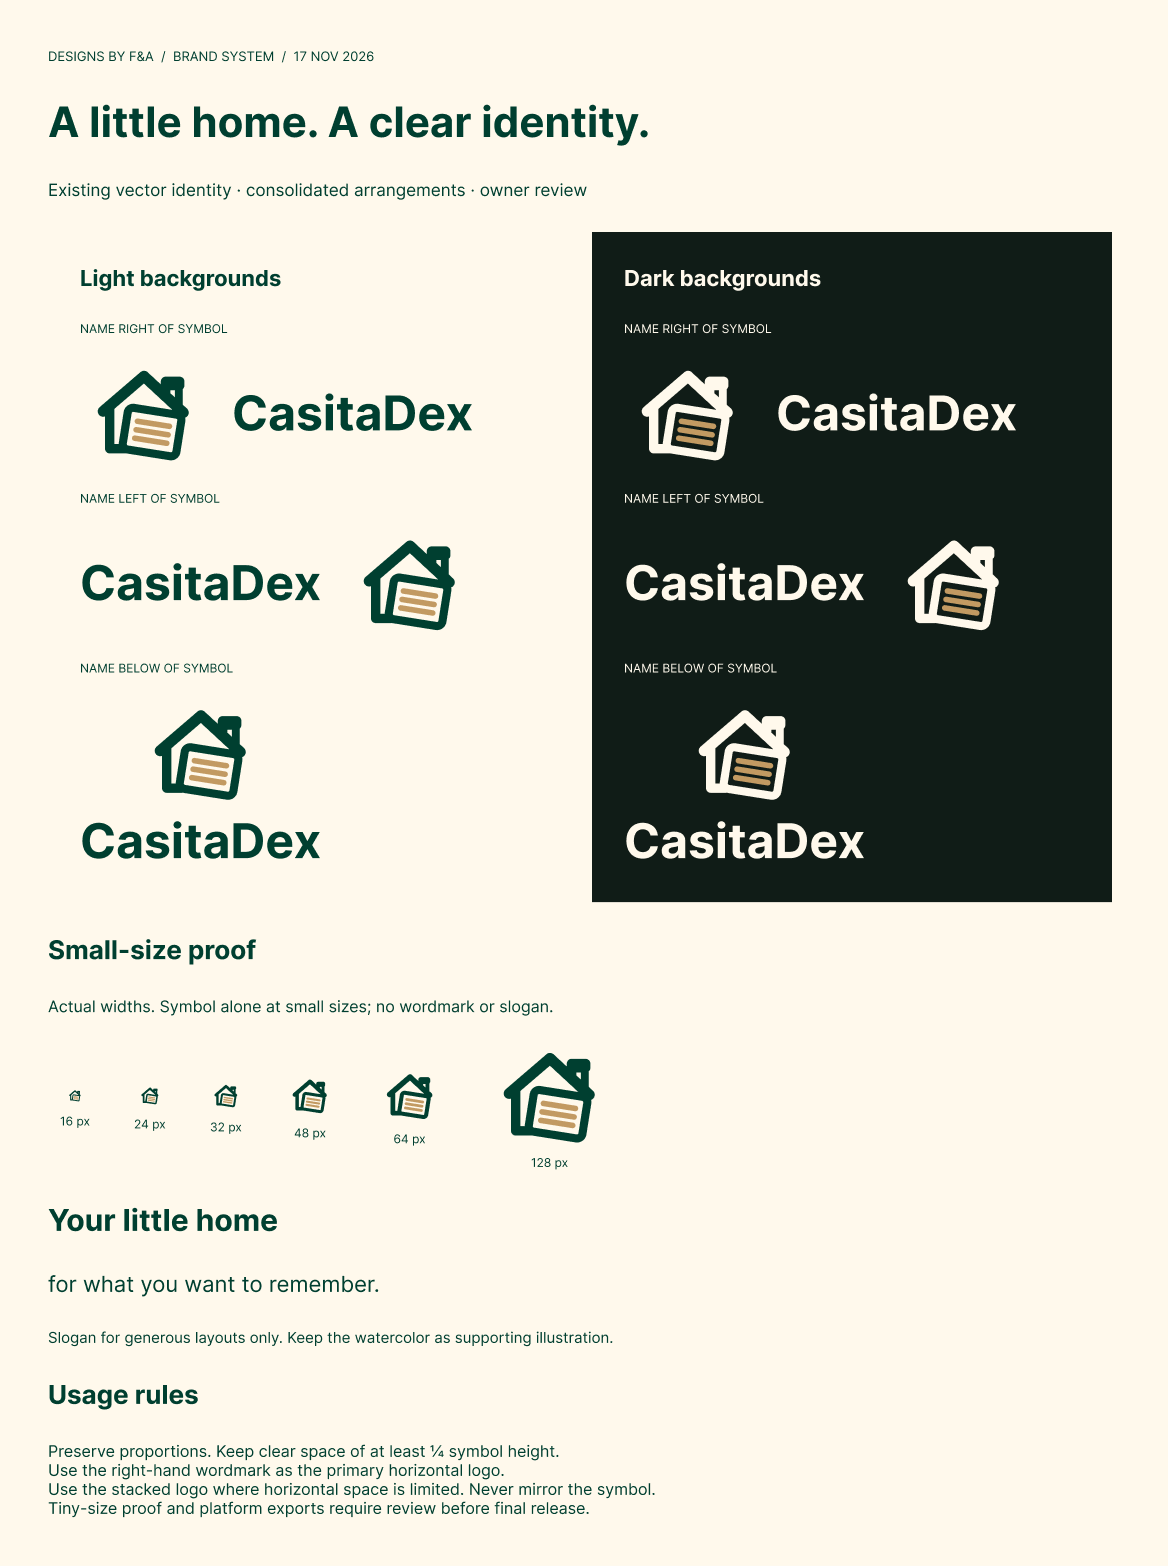 DESIGNS BY F&A / BRAND SYSTEM / 17 NOV 2026
A little home. A clear identity.
Existing vector identity · consolidated arrangements · owner review
Light backgrounds
NAME RIGHT OF SYMBOL
CasitaDex
NAME LEFT OF SYMBOL
CasitaDex
NAME BELOW OF SYMBOL
CasitaDex
Dark backgrounds
NAME RIGHT OF SYMBOL
CasitaDex
NAME LEFT OF SYMBOL
CasitaDex
NAME BELOW OF SYMBOL
CasitaDex
Small-size proof
Actual widths. Symbol alone at small sizes; no wordmark or slogan.
16 px
24 px
32 px
48 px
64 px
128 px
Your little home
for what you want to remember.
Slogan for generous layouts only. Keep the watercolor as supporting illustration.
Usage rules
Preserve proportions. Keep clear space of at least ¼ symbol height.
Use the right-hand wordmark as the primary horizontal logo.
Use the stacked logo where horizontal space is limited. Never mirror the symbol.
Tiny-size proof and platform exports require review before final release.